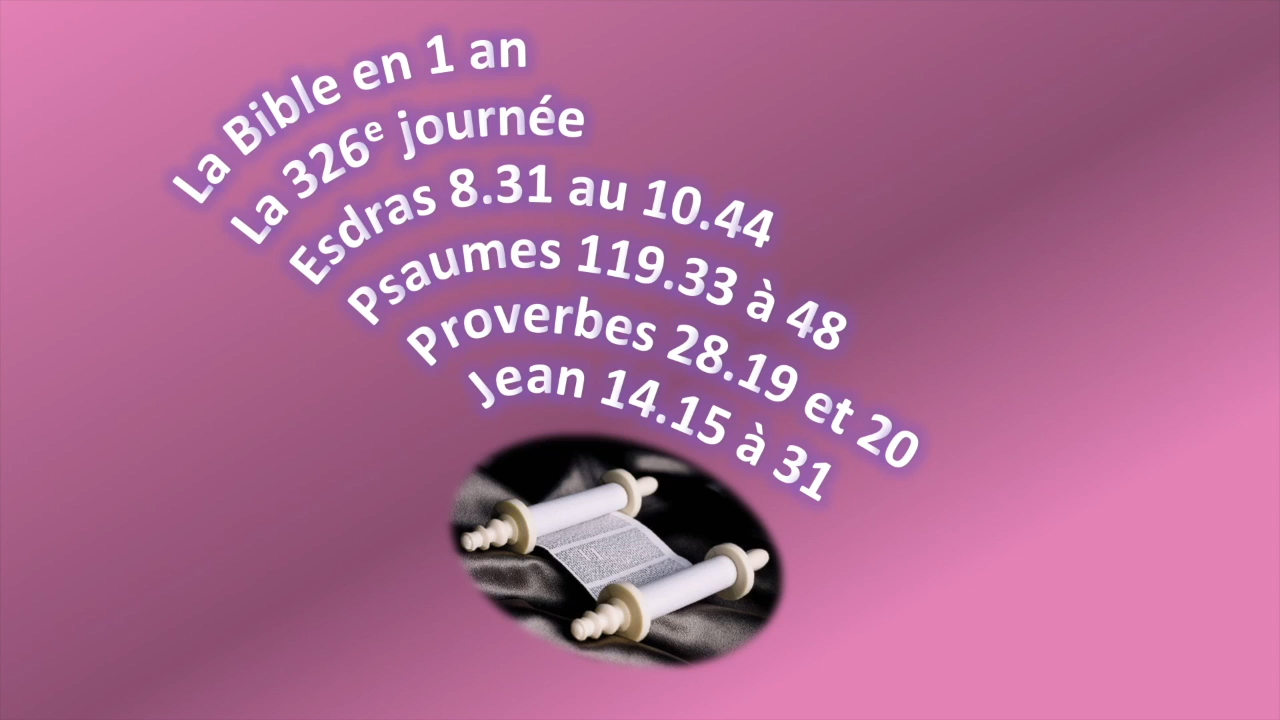 La Bible en 1 an
La 326e journée
Esdras 8.31 au 10.44
Psaumes 119.33 à 48
Proverbes 28.19 et 20
Jean 14.15 à 31